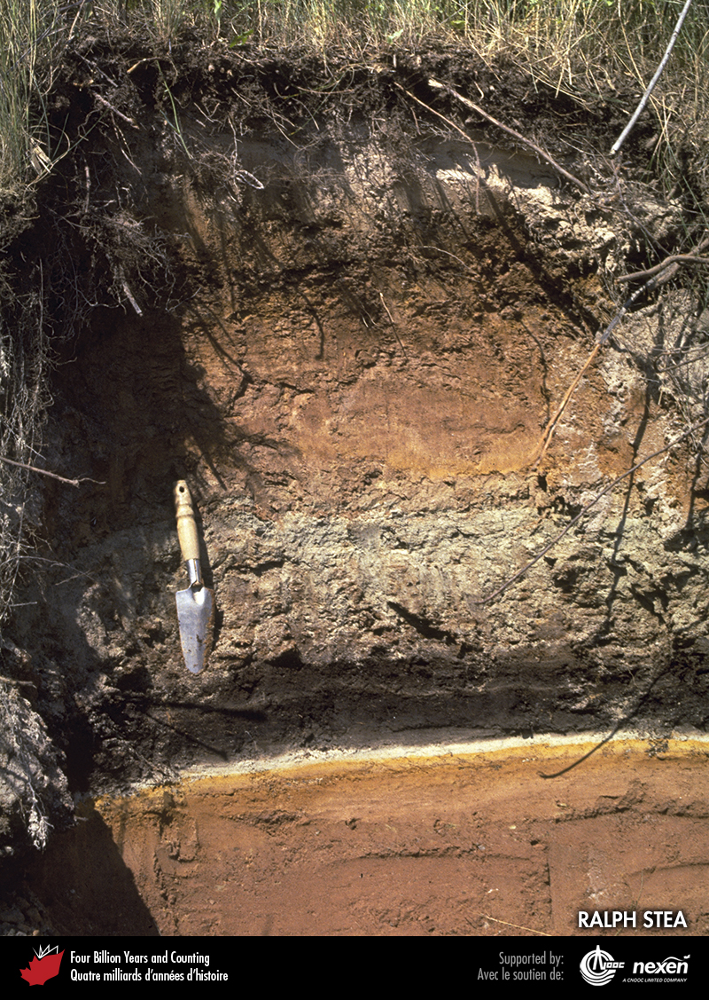 RALPH STEA
Four Billion Years and Counting
Quatre milliards d'années d'histoire
Supported by:
Avec le soutien de:
CNOOC
nexen
A CNOOC LIMITED COMPANY